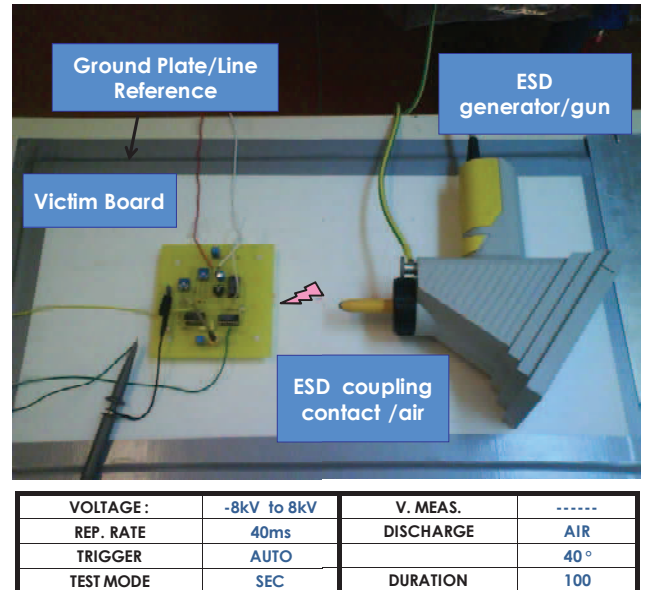 Ground Plate/Line
Reference
ESD
generator/gun
Victim Board
ESD coupling
contact /air
VOLTAGE : -8kV to 8kV V. MEAS. ------
REP. RATE 40ms DISCHARGE AIR
TRIGGER AUTO 40 °
TEST MODE SEC DURATION 100